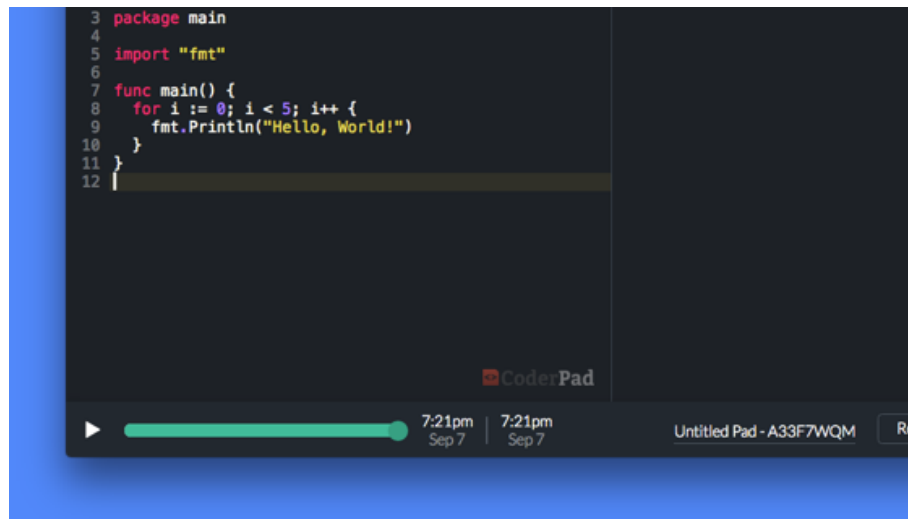 3 package main
4
5 import "fmt"
6
7 func main() {
8   for i := 0; i < 5; i++ {
9     fmt.Println("Hello, World!")
10   }
11 }
12
CoderPad
7:21pm 7:21pm
Sep 7 Sep 7
Untitled Pad - A33F7WQM